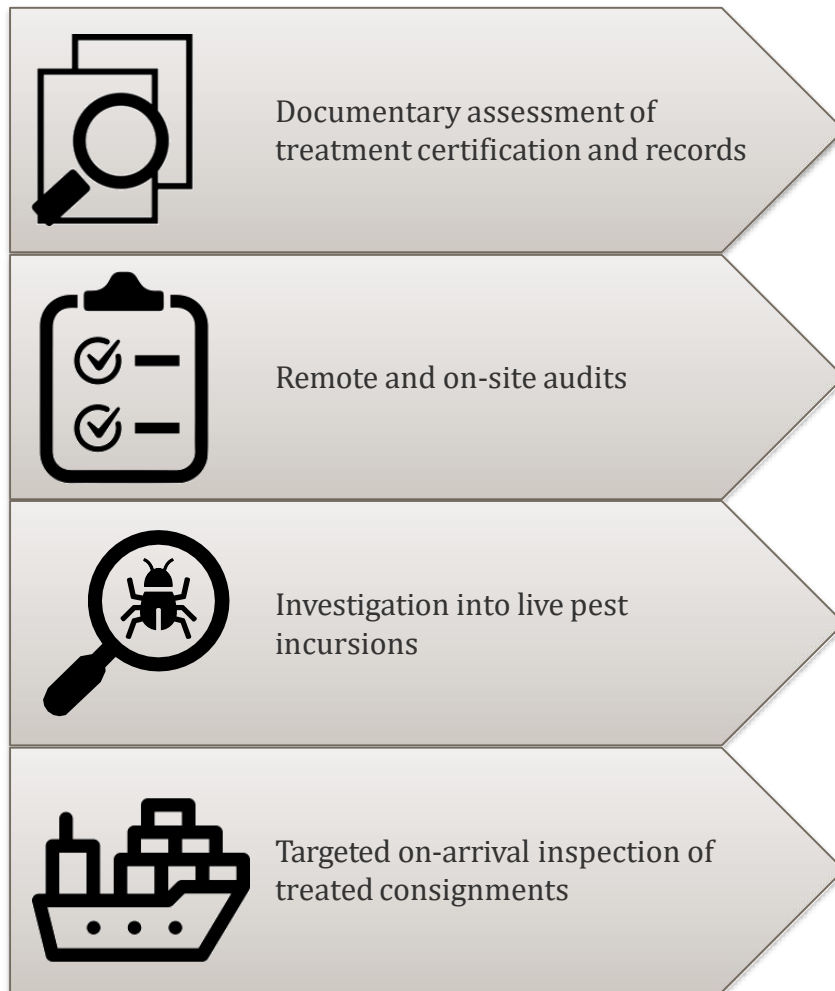 Documentary assessment of
treatment certification and records
Remote and on-site audits
Investigation into live pest
incursions
Targeted on-arrival inspection of
treated consignments